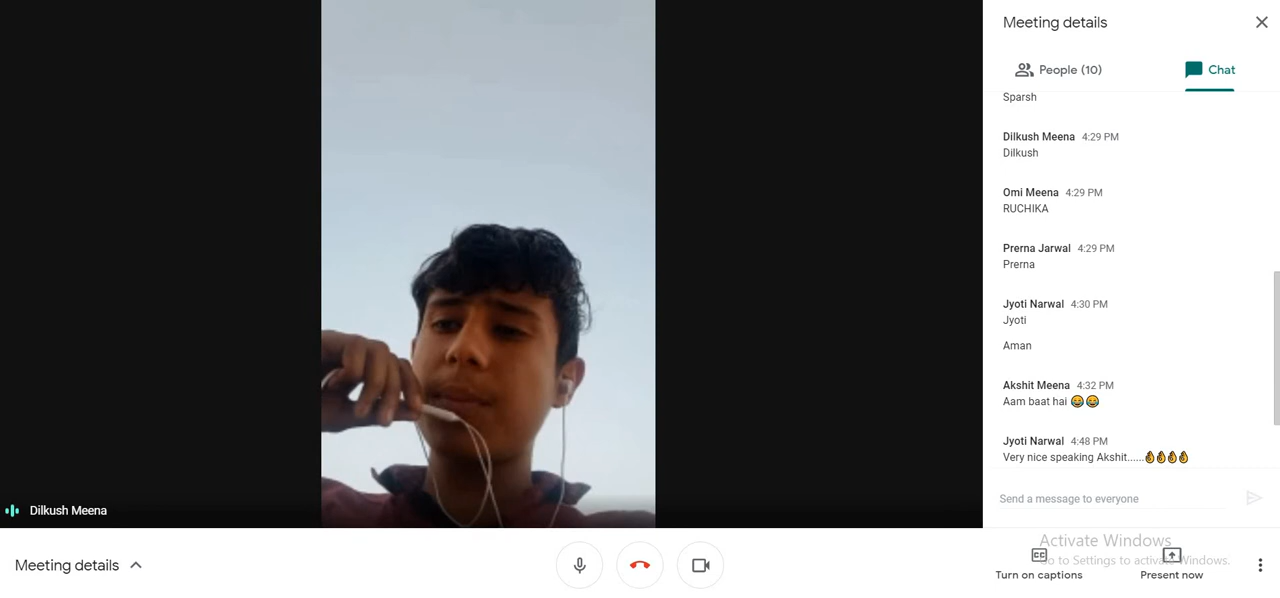 Meeting details
People (10)
Chat
Sparsh
Dilkush Meena 4:29 PM
Dilkush
Omi Meena 4:29 PM
RUCHIKA
Prerna Jarwal 4:29 PM
Prerna
Jyoti Narwal 4:30 PM
Jyoti
Aman
Akshit Meena 4:32 PM
Aam baat hai 😂😂
Jyoti Narwal 4:48 PM
Very nice speaking Akshit......👌👌👌👌
Send a message to everyone
Dilkush Meena
Meeting details
Activate Windows
Go to Settings to activate Windows.
CC
Turn on captions
Present now